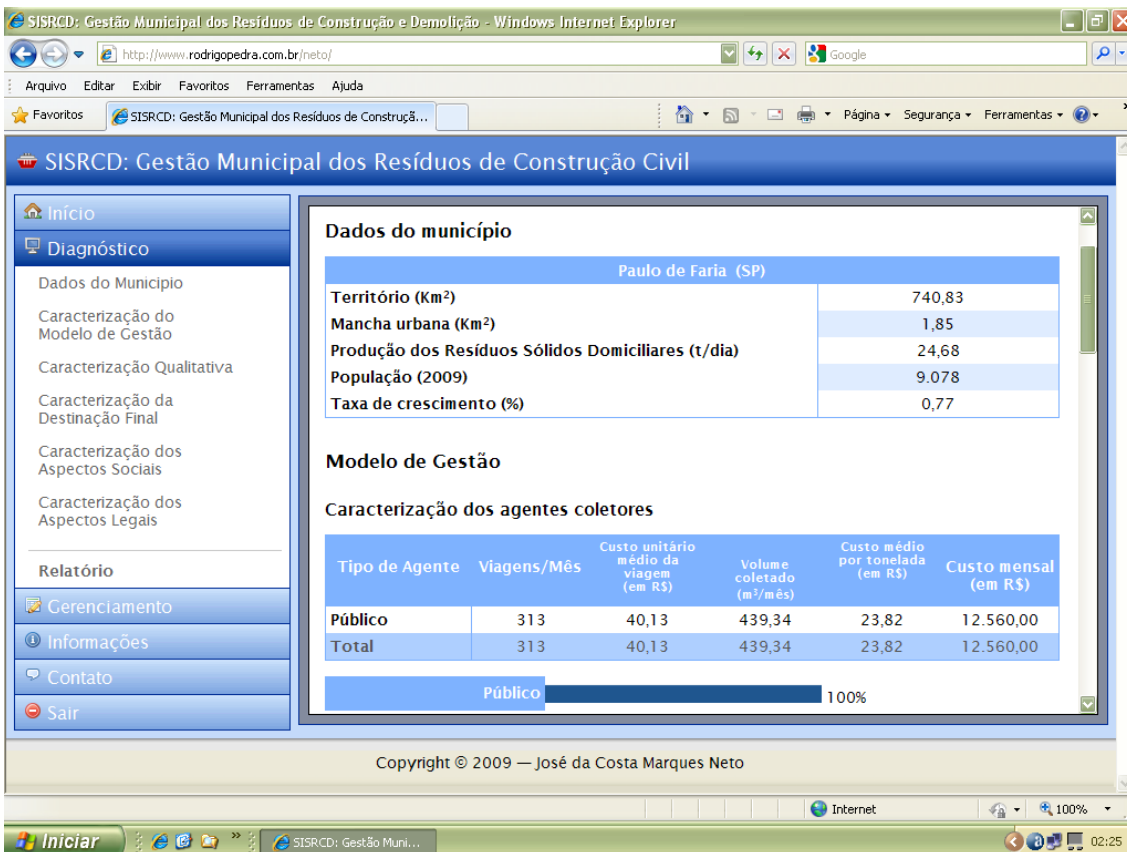 SISRCD: Gestão Municipal dos Resíduos de Construção e Demolição - Windows Internet Explorer
http://www.rodrigopedra.com.br/neto/
Google
Arquivo Editar Exibir Favoritos Ferramentas Ajuda
Favoritos SISRCD: Gestão Municipal dos Resíduos de Construçã... Página Segurança Ferramentas
SISRCD: Gestão Municipal dos Resíduos de Construção Civil
Início
Diagnóstico
Dados do Municipio
Caracterização do
Modelo de Gestão
Caracterização Qualitativa
Caracterização da
Destinação Final
Caracterização dos
Aspectos Sociais
Caracterização dos
Aspectos Legais
Relatório
Gerenciamento
Informações
Contato
Sair
Dados do município
Paulo de Faria (SP)
Território (Km²) 740,83
Mancha urbana (Km²) 1,85
Produção dos Resíduos Sólidos Domiciliares (t/dia) 24,68
População (2009) 9.078
Taxa de crescimento (%) 0,77
Modelo de Gestão
Caracterização dos agentes coletores
Tipo de Agente
Viagens/Mês
Custo unitário
médio da
viagem
(em R$)
Volume
coletado
(m³/mês)
Custo médio
por tonelada
(em R$)
Custo mensal
(em R$)
Público 313 40,13 439,34 23,82 12.560,00
Total 313 40,13 439,34 23,82 12.560,00
Público 100%
Copyright © 2009 — José da Costa Marques Neto
Internet 100%
Iniciar » SISRCD: Gestão Muni... 02:25